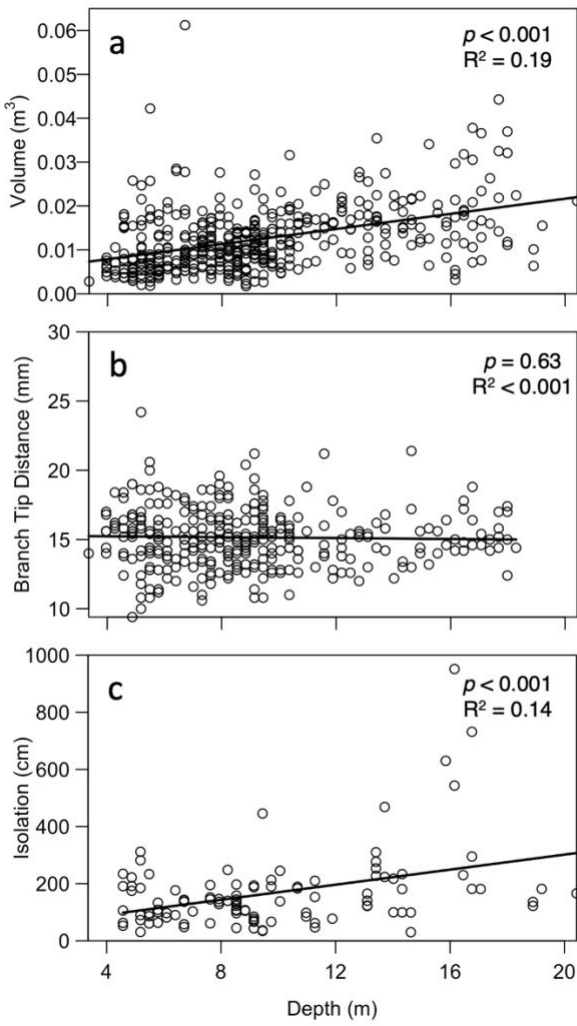 a
p < 0.001
R² = 0.19
Volume (m³)
0.06
0.05
0.04
0.03
0.02
0.01
0.00
b
p = 0.63
R² < 0.001
Branch Tip Distance (mm)
30
25
20
15
10
c
p < 0.001
R² = 0.14
Isolation (cm)
1000
800
600
400
200
0
4 8 12 16 20
Depth (m)